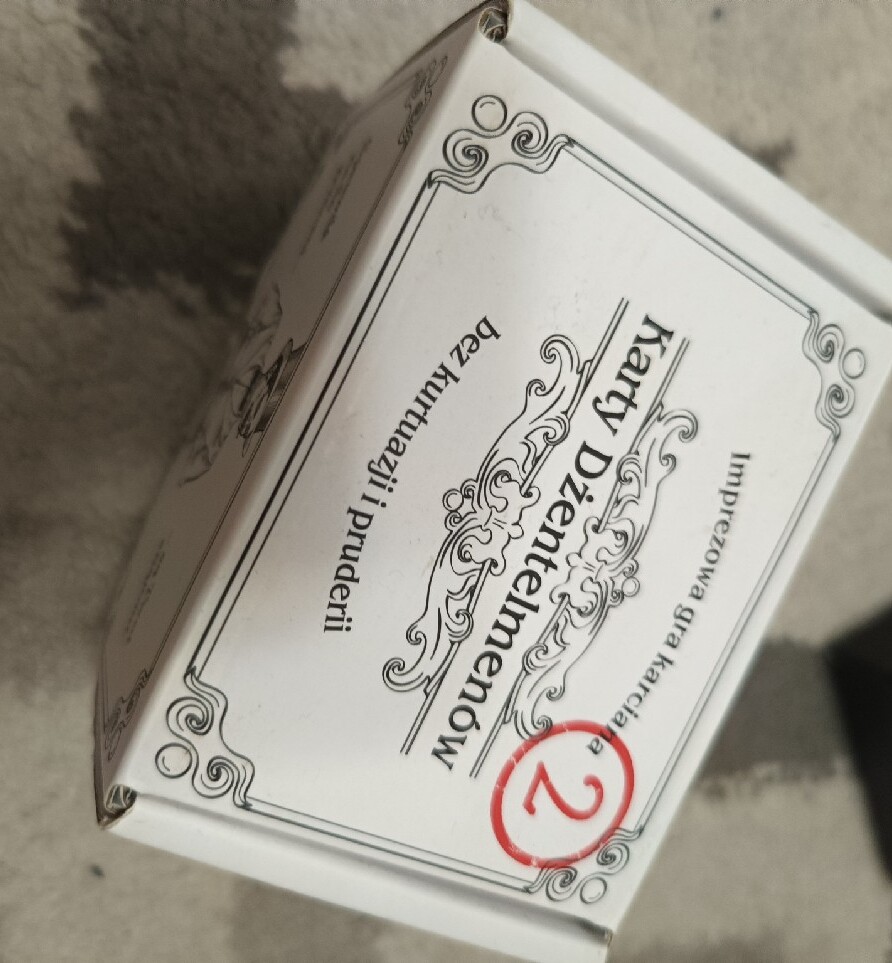 Imprezowa gra karciana
2
Karty Dżentelmenów
bez kurtuazji i pruderii